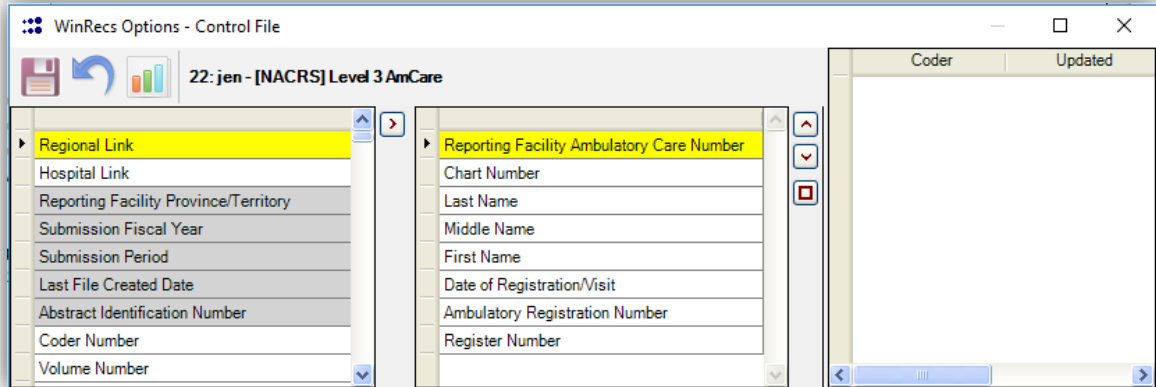 WinRecs Options - Control File
22: jen - [NACRS] Level 3 AmCare
Regional Link
Hospital Link
Reporting Facility Province/Territory
Submission Fiscal Year
Submission Period
Last File Created Date
Abstract Identification Number
Coder Number
Volume Number
Reporting Facility Ambulatory Care Number
Chart Number
Last Name
Middle Name
First Name
Date of Registration/Visit
Ambulatory Registration Number
Register Number
Coder Updated